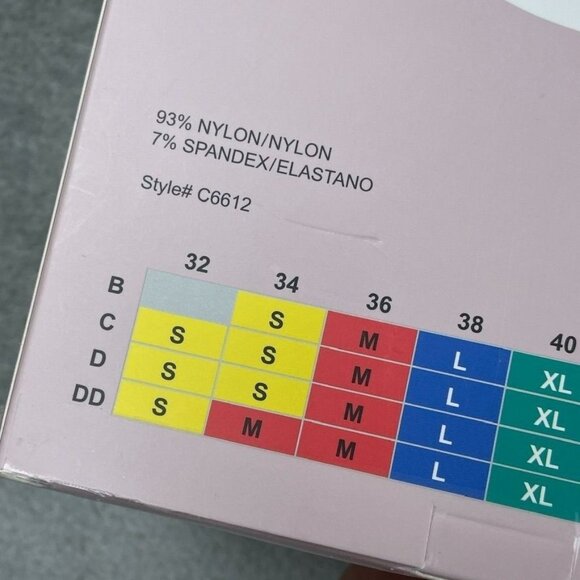 93% NYLON/NYLON
7% SPANDEX/ELASTANO
Style# C6612
32 34 36 38 40
B S M L XL
C S S M L XL
D S S M L XL
DD S M M L XL